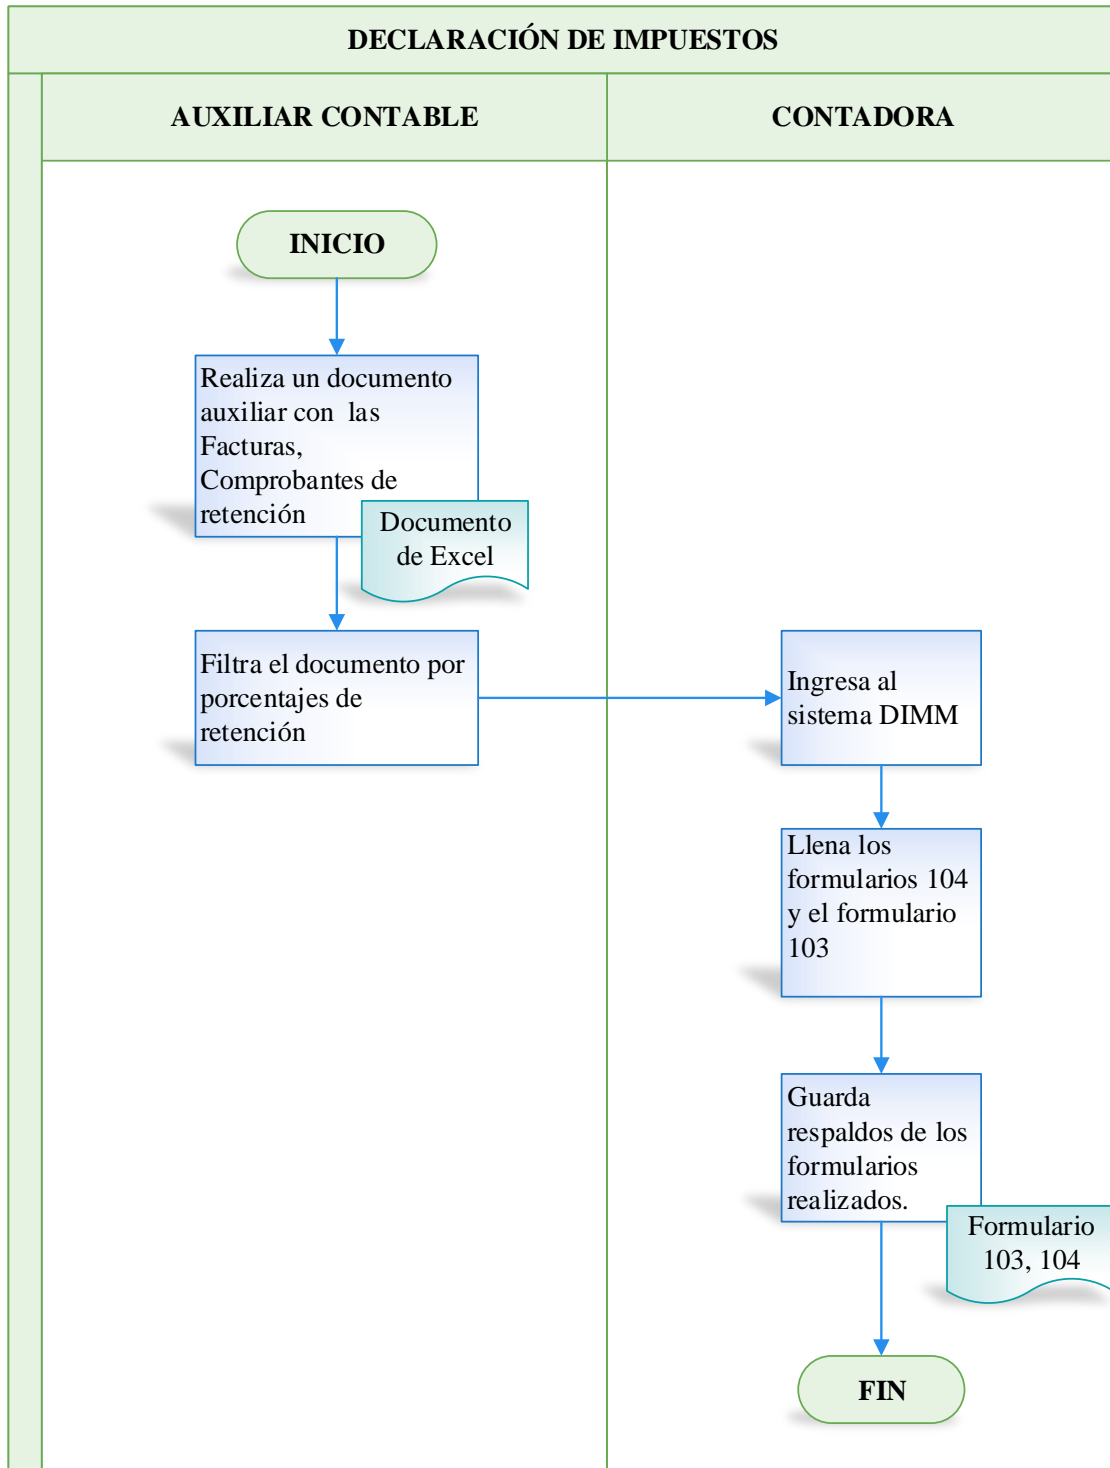 DECLARACIÓN DE IMPUESTOS
AUXILIAR CONTABLE
CONTADORA
INICIO
Realiza un documento
auxiliar con  las
Facturas,
Comprobantes de
retención
Documento
de Excel
Filtra el documento por
porcentajes de
retención
Ingresa al
sistema DIMM
Llena los
formularios 104
y el formulario
103
Guarda
respaldos de los
formularios
realizados.
Formulario
103, 104
FIN